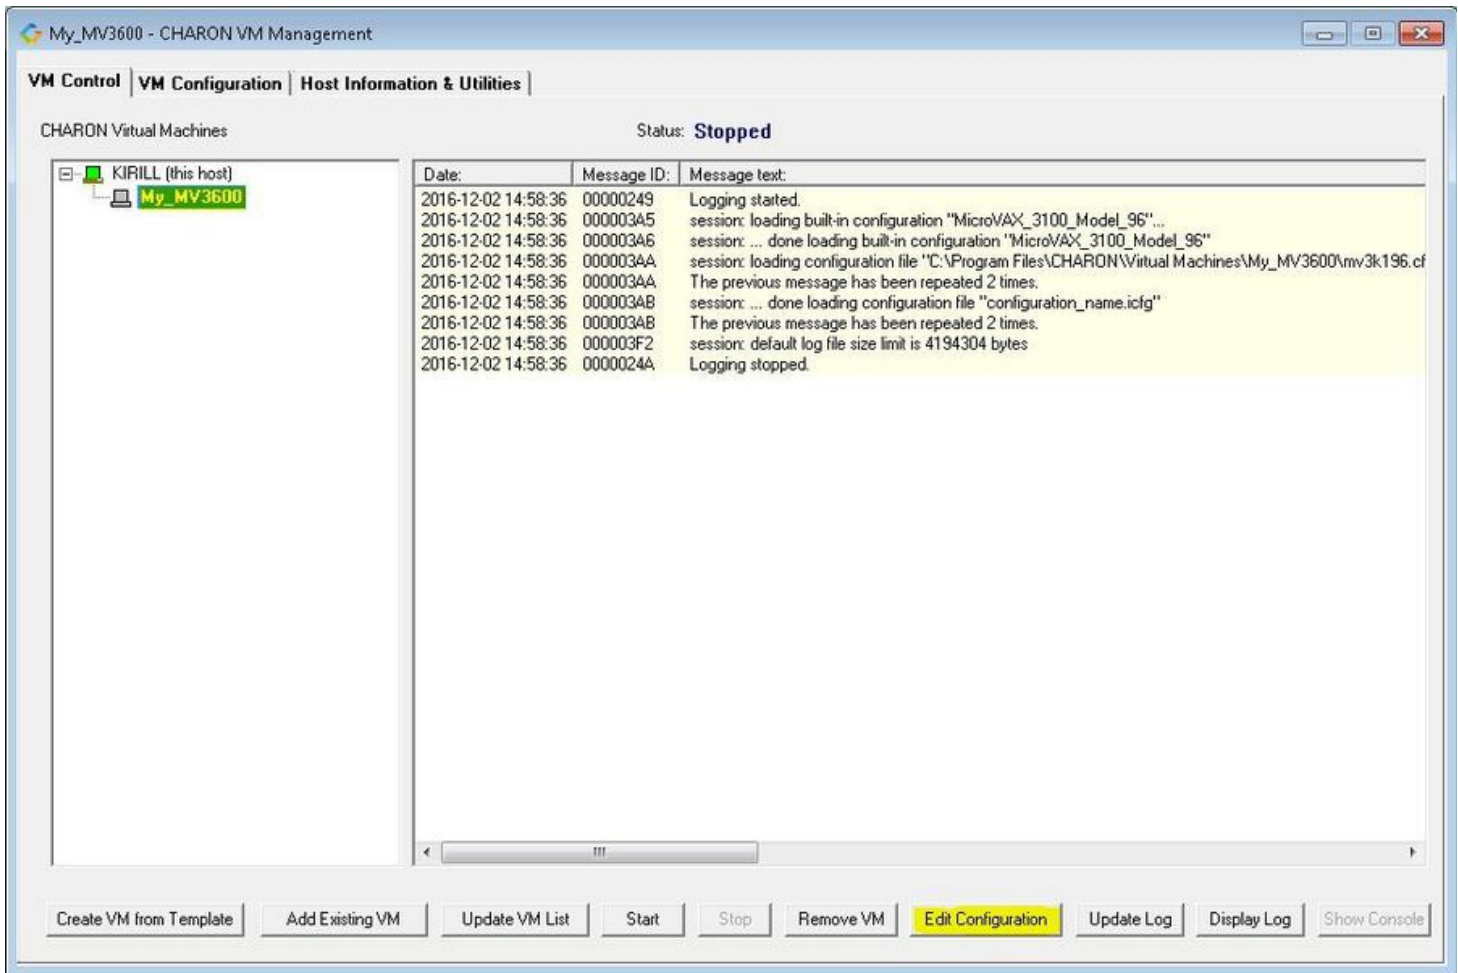 My_MV3600 - CHARON VM Management
VM Control VM Configuration Host Information & Utilities
CHARON Virtual Machines Status: Stopped
KIRILL (this host)
My_MV3600
Date: Message ID: Message text:
2016-12-02 14:58:36 00000249 Logging started.
2016-12-02 14:58:36 000003A5 session: loading built-in configuration "MicroVAX_3100_Model_96"...
2016-12-02 14:58:36 000003A6 session: ... done loading built-in configuration "MicroVAX_3100_Model_96"
2016-12-02 14:58:36 000003AA session: loading configuration file "C:\Program Files\CHARON\Virtual Machines\My_MV3600\mv3k196.cf
2016-12-02 14:58:36 000003AA The previous message has been repeated 2 times.
2016-12-02 14:58:36 000003AB session: ... done loading configuration file "configuration_name.icfg"
2016-12-02 14:58:36 000003AB The previous message has been repeated 2 times.
2016-12-02 14:58:36 000003F2 session: default log file size limit is 4194304 bytes
2016-12-02 14:58:36 0000024A Logging stopped.
Create VM from Template Add Existing VM Update VM List Start Stop Remove VM Edit Configuration Update Log Display Log Show Console